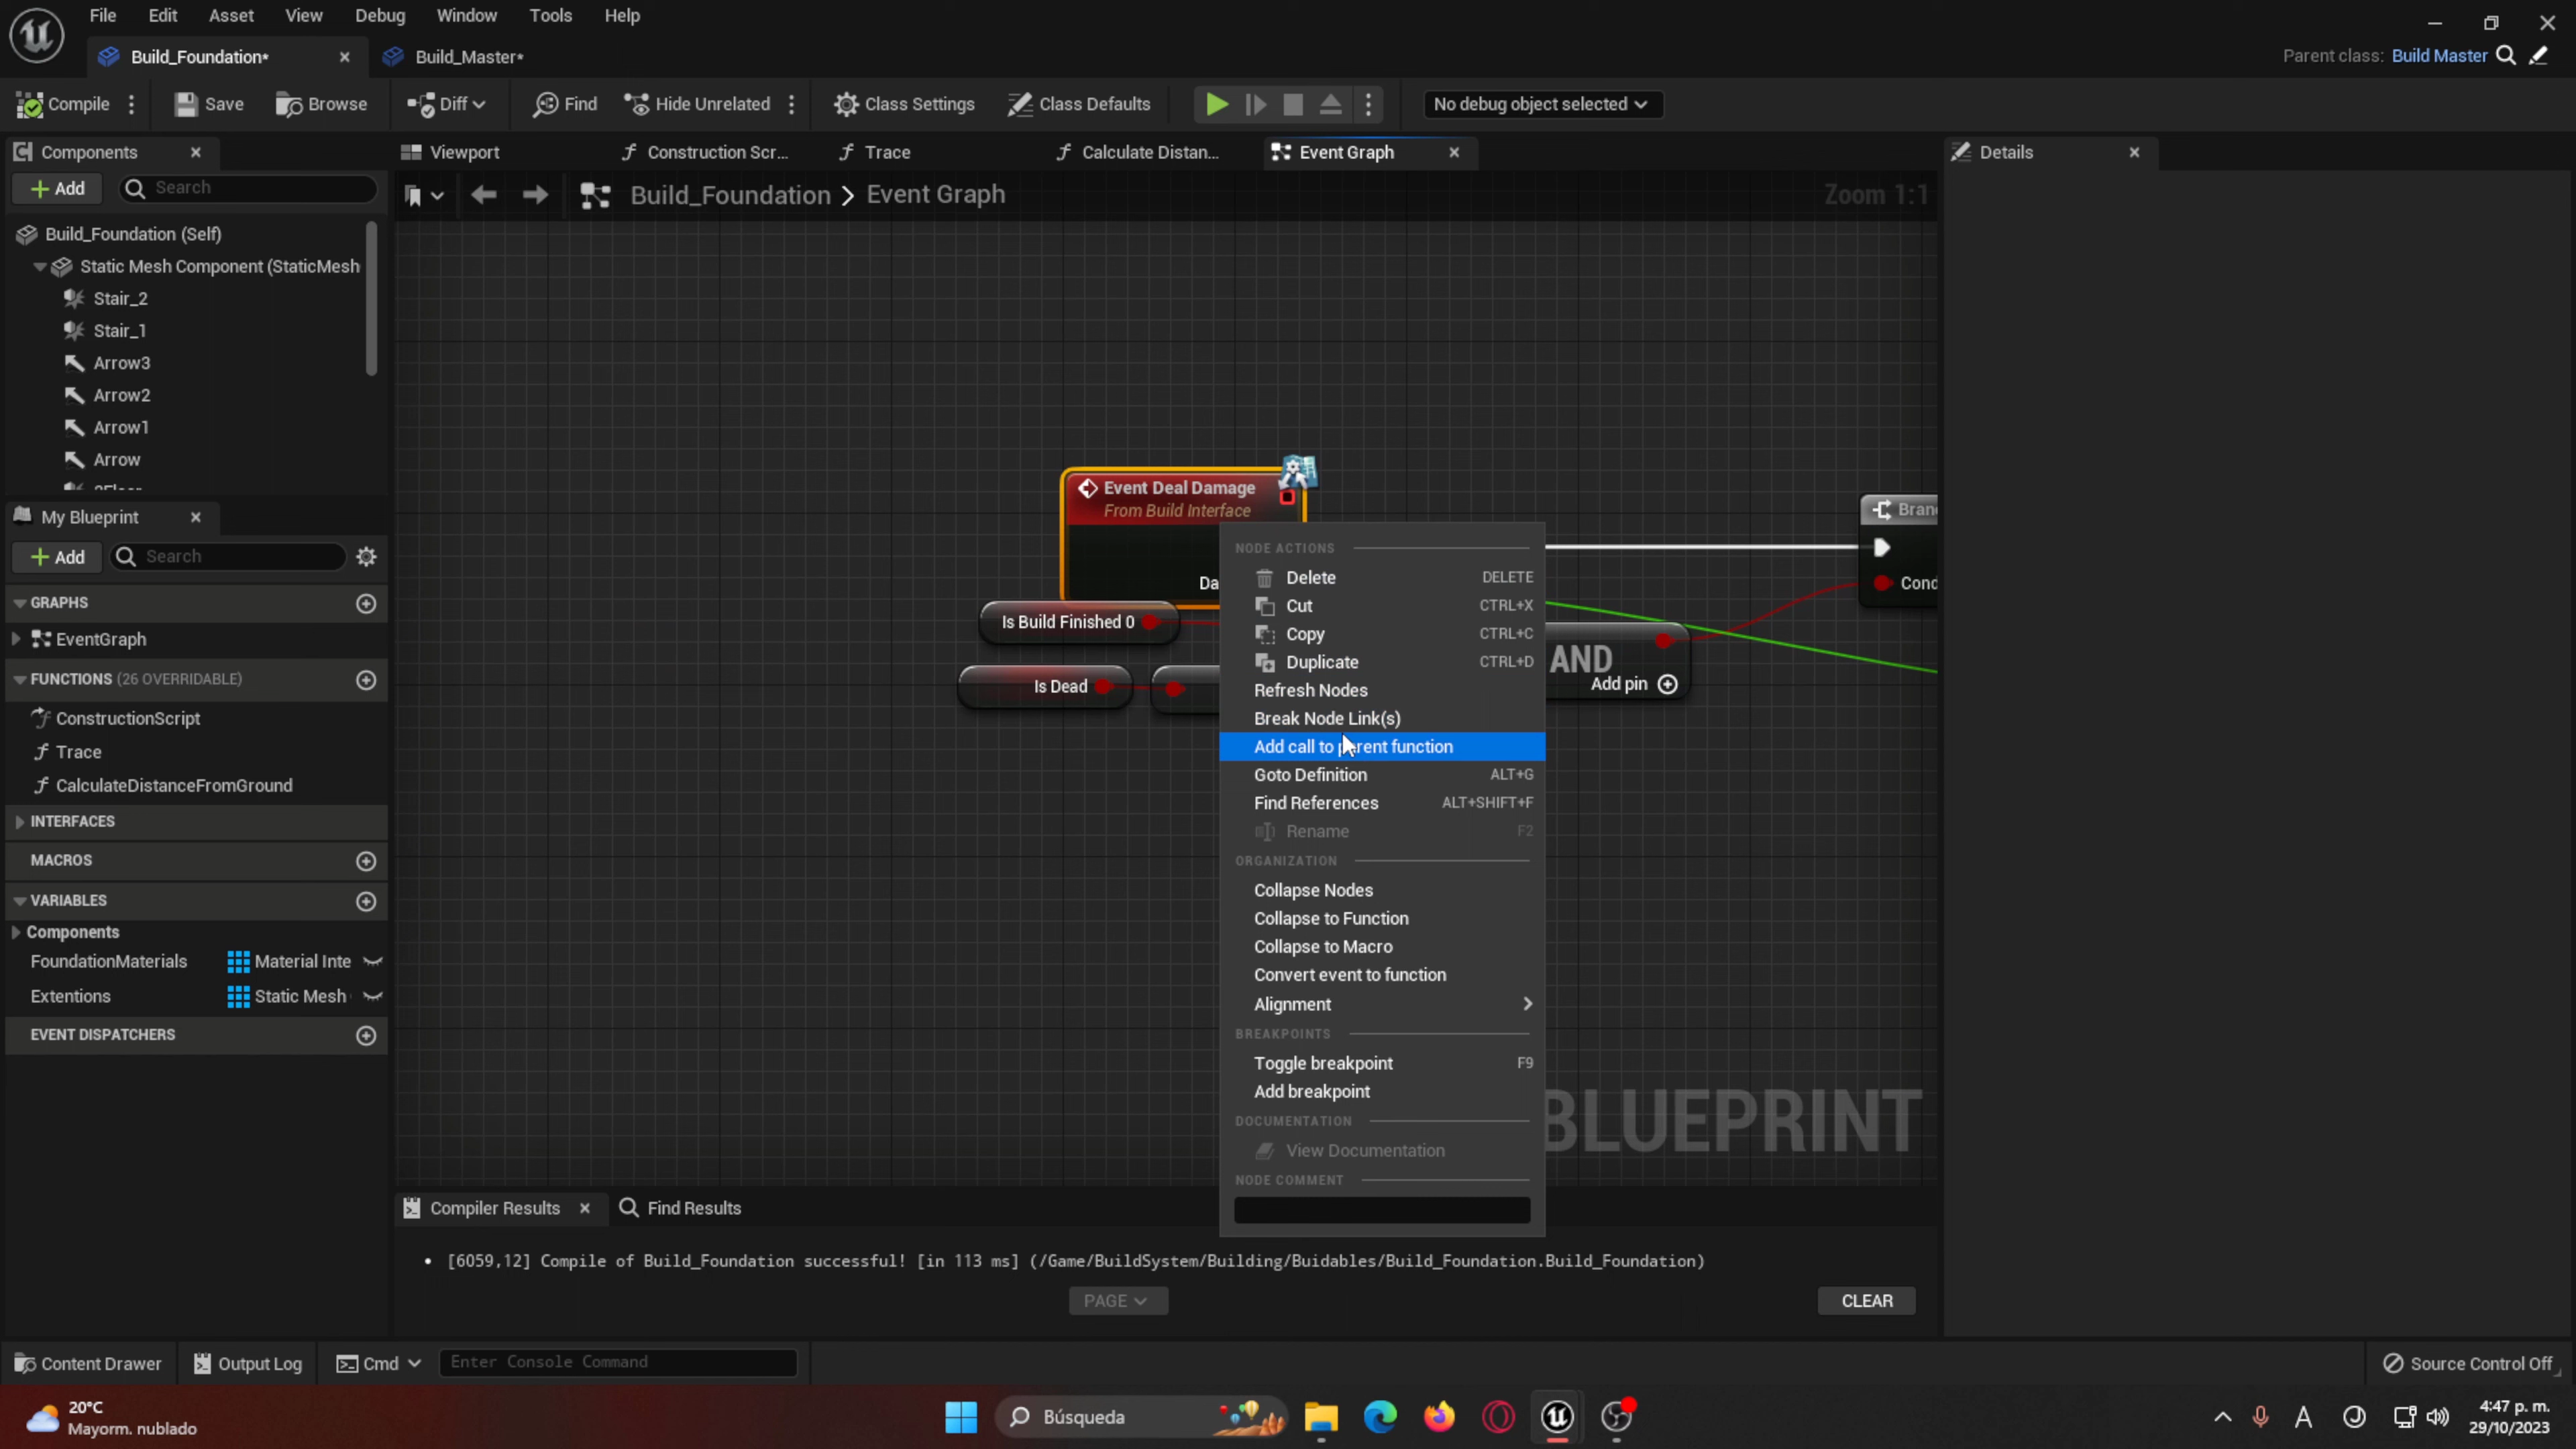 File Edit Asset View Debug Window Tools Help
Build_Foundation* Build_Master* Parent class: Build Master
Compile Save Browse Diff Find Hide Unrelated Class Settings Class Defaults No debug object selected
Components Viewport Construction Scr... Trace Calculate Distan... Event Graph Details
Add Search Build_Foundation > Event Graph Zoom 1:1
Build_Foundation (Self)
Static Mesh Component (StaticMesh
Stair_2
Stair_1
Arrow3
Arrow2
Arrow1
Arrow
My Blueprint
Add Search
GRAPHS
EventGraph
FUNCTIONS (26 OVERRIDABLE)
ConstructionScript
Trace
CalculateDistanceFromGround
INTERFACES
MACROS
VARIABLES
Components
FoundationMaterials Material Inte
Extentions Static Mesh
EVENT DISPATCHERS
Event Deal Damage
From Build Interface
Da
Is Build Finished 0
Is Dead
AND
Add pin
Bran
Cond
NODE ACTIONS
Delete DELETE
Cut CTRL+X
Copy CTRL+C
Duplicate CTRL+D
Refresh Nodes
Break Node Link(s)
Add call to parent function
Goto Definition ALT+G
Find References ALT+SHIFT+F
Rename F2
ORGANIZATION
Collapse Nodes
Collapse to Function
Collapse to Macro
Convert event to function
Alignment
BREAKPOINTS
Toggle breakpoint F9
Add breakpoint
DOCUMENTATION
View Documentation
NODE COMMENT
BLUEPRINT
Compiler Results Find Results
[6059,12] Compile of Build_Foundation successful! [in 113 ms] (/Game/BuildSystem/Building/Buidables/Build_Foundation.Build_Foundation)
PAGE CLEAR
Content Drawer Output Log Cmd Enter Console Command Source Control Off
20°C
Mayorm. nublado
Búsqueda
A
4:47 p. m.
29/10/2023